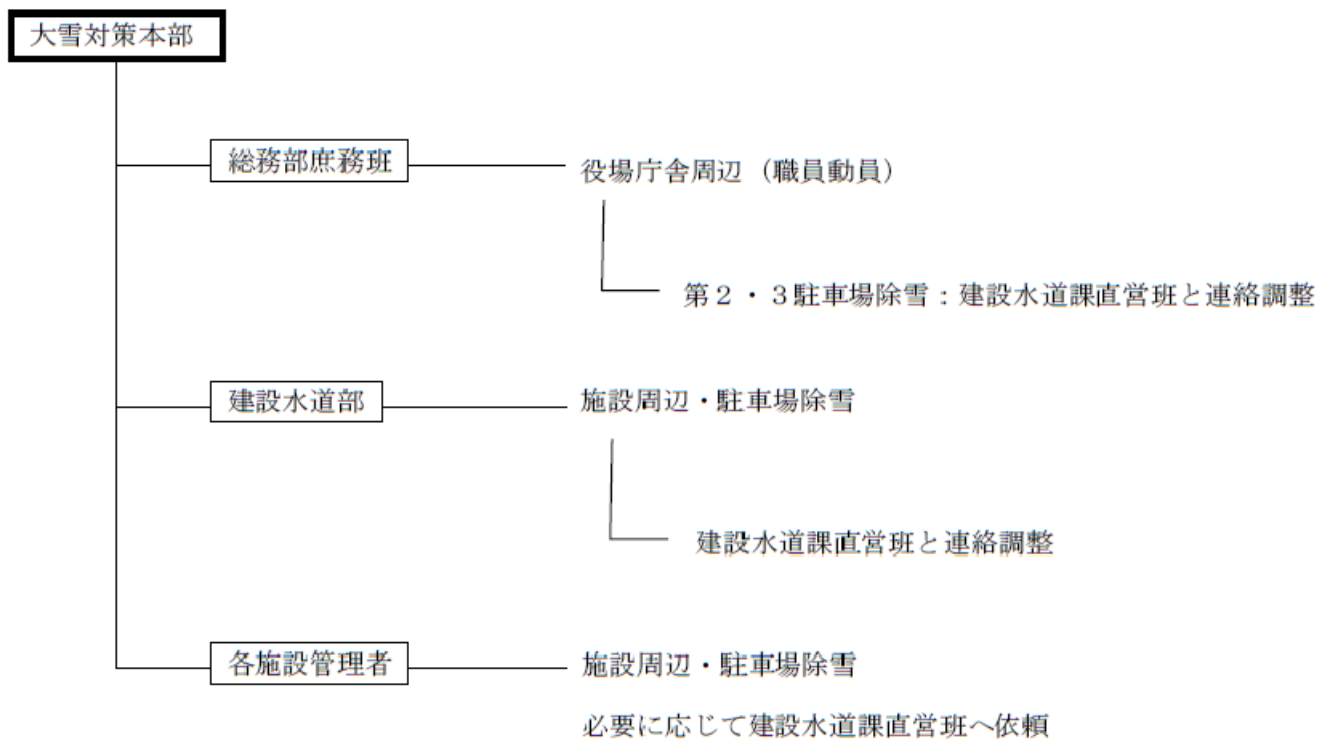 大雪対策本部
総務部庶務班
役場庁舎周辺（職員動員）
第２・３駐車場除雪：建設水道課直営班と連絡調整
建設水道部
施設周辺・駐車場除雪
建設水道課直営班と連絡調整
各施設管理者
施設周辺・駐車場除雪
必要に応じて建設水道課直営班へ依頼